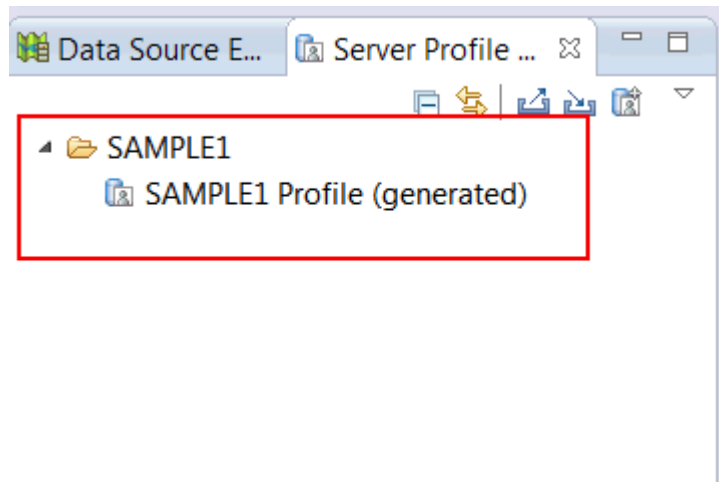 Data Source E... Server Profile ...
SAMPLE1
SAMPLE1 Profile (generated)